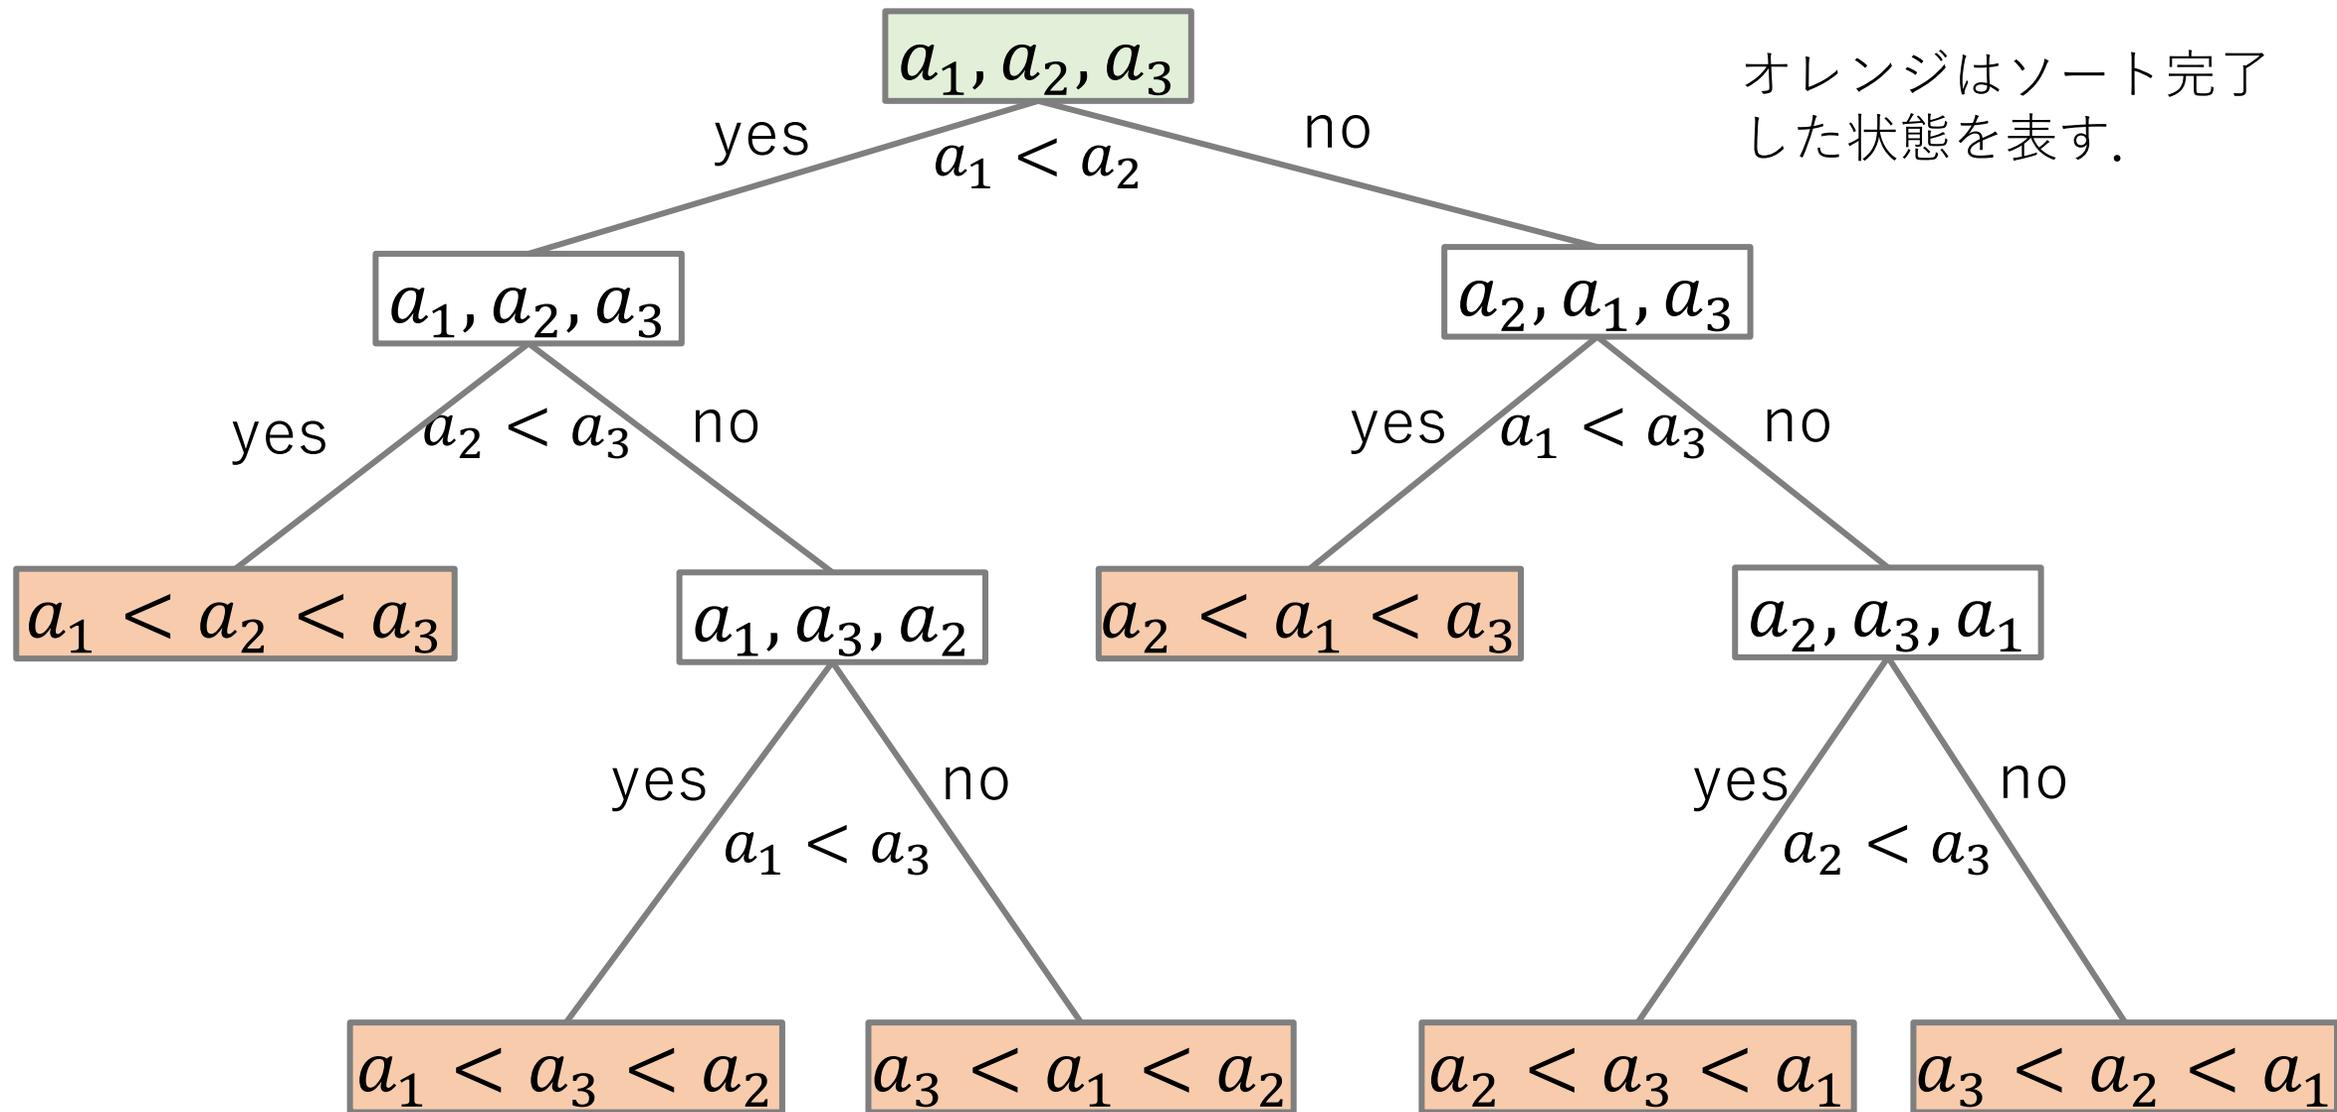 a₁, a₂, a₃
オレンジはソート完了
した状態を表す.
yes
a₁ < a₂
no
a₁, a₂, a₃
a₂, a₁, a₃
yes
a₂ < a₃
no
yes
a₁ < a₃
no
a₁ < a₂ < a₃
a₁, a₃, a₂
a₂ < a₁ < a₃
a₂, a₃, a₁
yes
a₁ < a₃
no
yes
a₂ < a₃
no
a₁ < a₃ < a₂
a₃ < a₁ < a₂
a₂ < a₃ < a₁
a₃ < a₂ < a₁